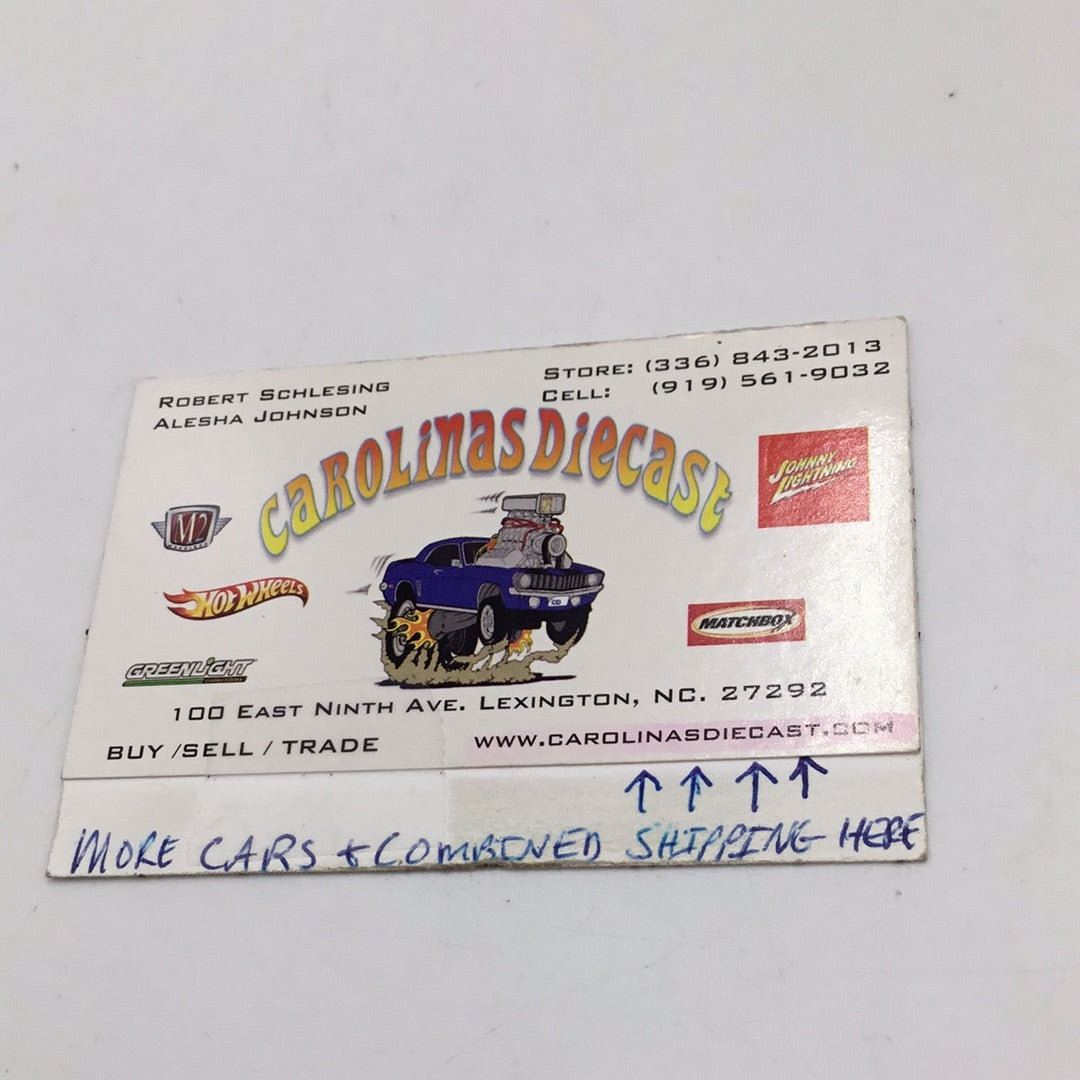 ROBERT SCHLESING
ALESHA JOHNSON
STORE: (336) 843-2013
CELL: (919) 561-9032
CAROLINAS DIECAST
JOHNNY
LIGHTNING
M2
HOT WHEELS
MATCHBOX
GREENLIGHT
CD
100 EAST NINTH AVE. LEXINGTON, NC. 27292
BUY /SELL / TRADE
WWW.CAROLINASDIECAST.COM
↑ ↑ ↑ ↑
MORE CARS + COMBINED SHIPPING HERE